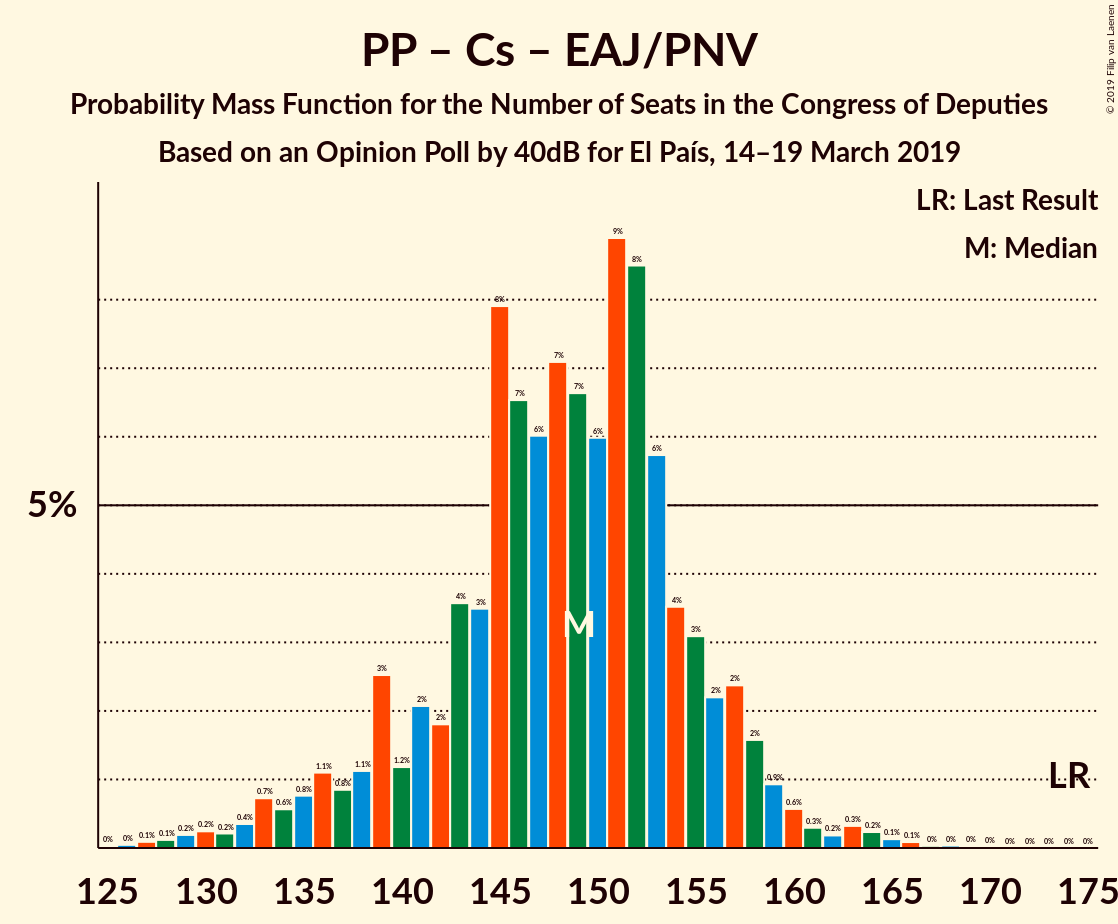 PP – Cs – EAJ/PNV
Probability Mass Function for the Number of Seats in the Congress of Deputies
Based on an Opinion Poll by 40dB for El País, 14–19 March 2019
© 2019 Filip van Laenen
LR: Last Result
M: Median
5%
0% 0% 0.1% 0.1% 0.2% 0.2% 0.2% 0.4% 0.7% 0.6% 0.8% 1.1% 0.8% 1.1% 3% 1.2% 2% 2% 4% 3% 8% 7% 6% 7% 7% 6% 9% 8% 6% 4% 3% 2% 2% 2% 0.9% 0.6% 0.3% 0.2% 0.3% 0.2% 0.1% 0.1% 0% 0% 0% 0% 0% 0% 0% 0% 0%
M
LR
125 130 135 140 145 150 155 160 165 170 175